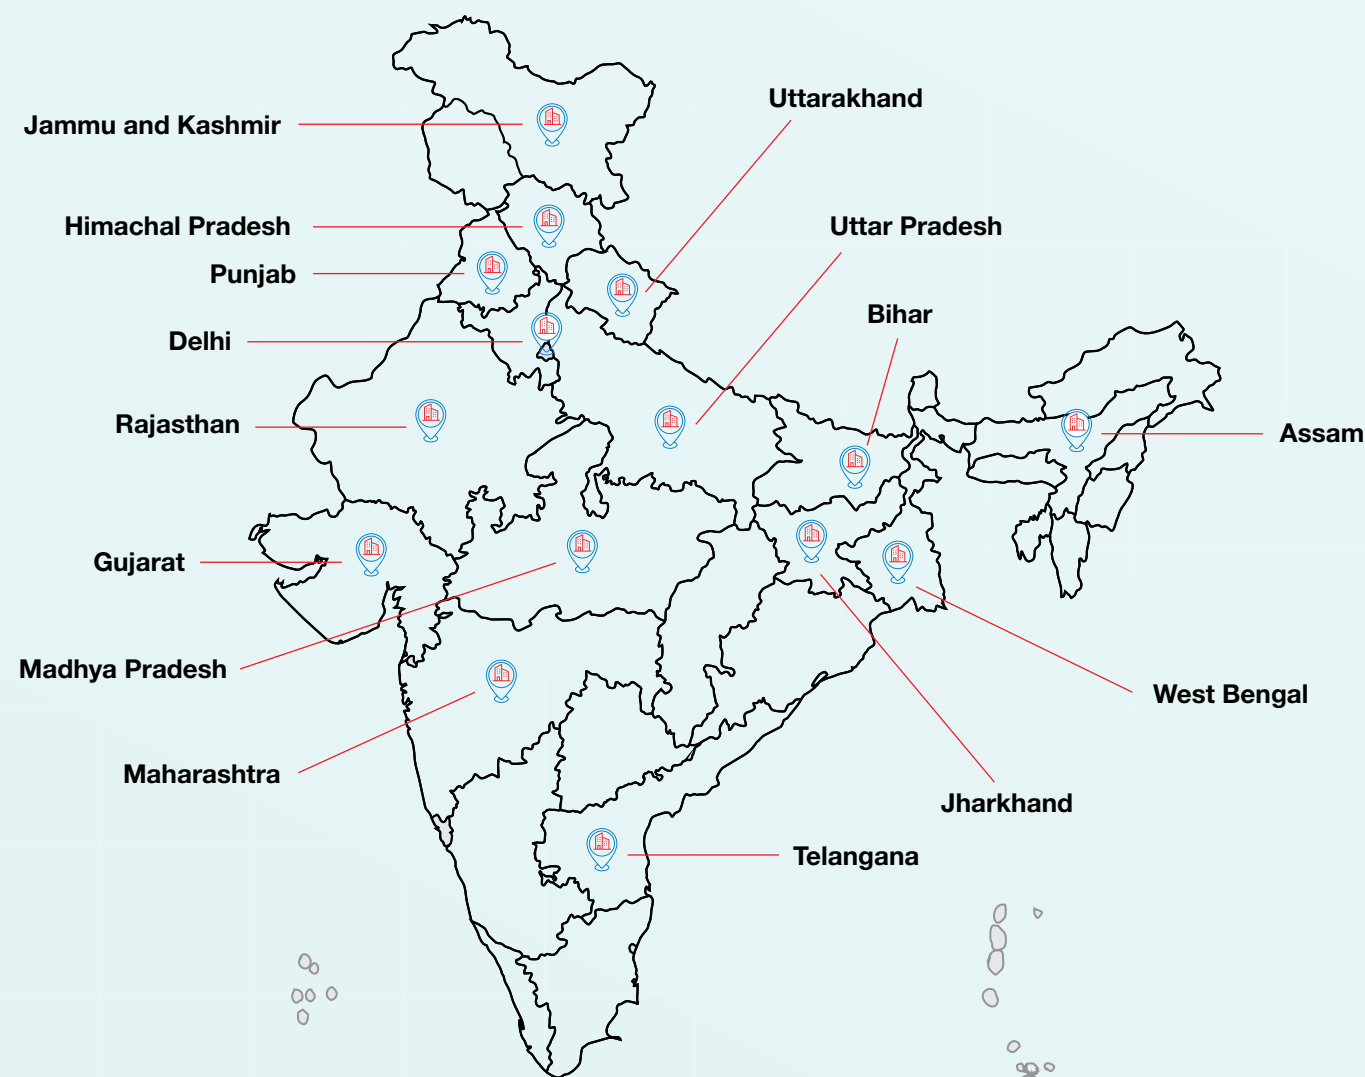 Uttarakhand
Jammu and Kashmir
Himachal Pradesh
Uttar Pradesh
Punjab
Bihar
Delhi
Rajasthan
Assam
Gujarat
Madhya Pradesh
West Bengal
Maharashtra
Jharkhand
Telangana